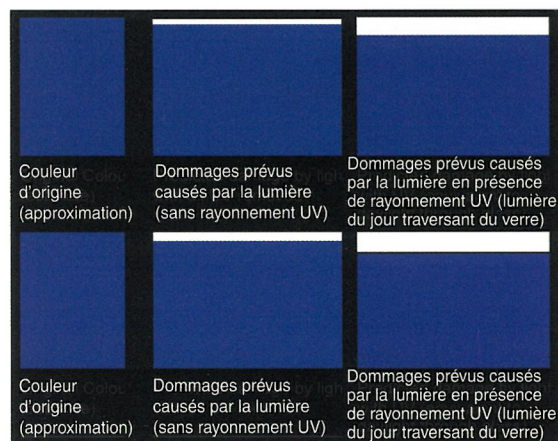 Couleur
d'origine
(approximation)
Dommages prévus
causés par la lumière
(sans rayonnement UV)
Dommages prévus causés
par la lumière en présence
de rayonnement UV (lumière
du jour traversant du verre)
Couleur
d'origine
(approximation)
Dommages prévus
causés par la lumière
(sans rayonnement UV)
Dommages prévus causés
par la lumière en présence
de rayonnement UV (lumière
du jour traversant du verre)